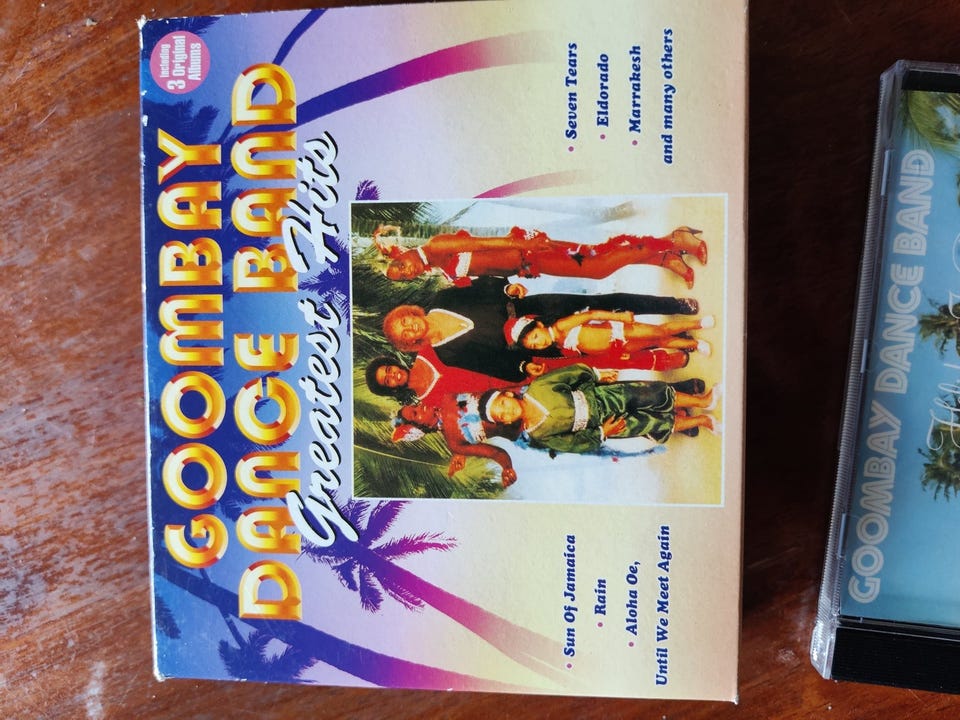 Including
3 Original
Albums
GOOMBAY
DANCE BAND
Greatest Hits
• Sun Of Jamaica
• Rain
• Aloha Oe,
Until We Meet Again
• Seven Tears
• Eldorado
• Marrakesh
and many others
GOOMBAY DANCE BAND